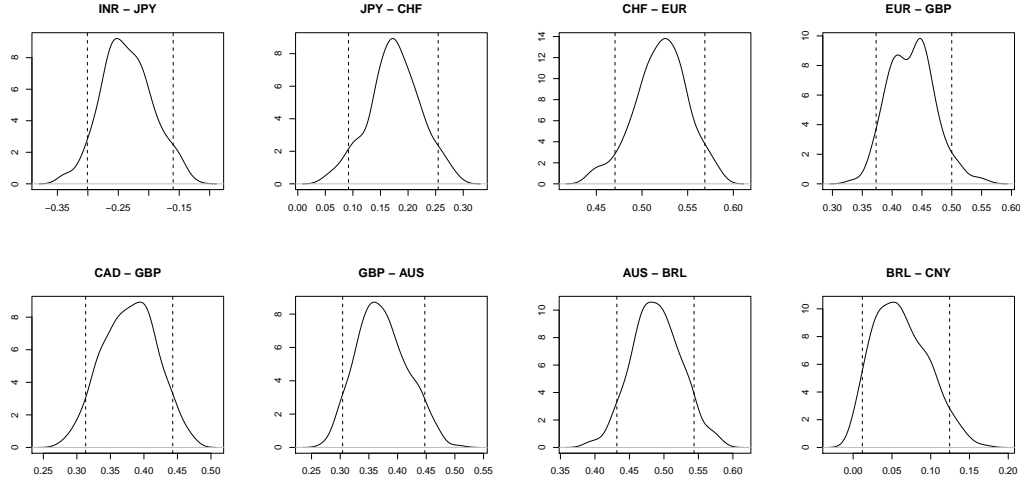 INR – JPY
JPY – CHF
CHF – EUR
EUR – GBP
0 2 4 6 8
−0.35 −0.25 −0.15
0 2 4 6 8
0.00 0.05 0.10 0.15 0.20 0.25 0.30
0 2 4 6 8 10 12 14
0.45 0.50 0.55 0.60
0 2 4 6 8 10
0.30 0.35 0.40 0.45 0.50 0.55 0.60
CAD – GBP
GBP – AUS
AUS – BRL
BRL – CNY
0 2 4 6 8
0.25 0.30 0.35 0.40 0.45 0.50
0 2 4 6 8
0.25 0.30 0.35 0.40 0.45 0.50 0.55
0 2 4 6 8 10
0.35 0.40 0.45 0.50 0.55 0.60
0 2 4 6 8 10
0.00 0.05 0.10 0.15 0.20